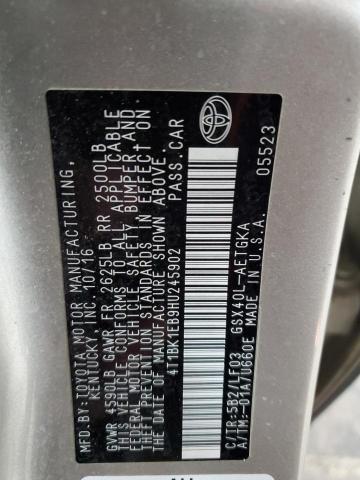 MFD.BY:TOYOTA MOTOR MANUFACTURING,
KENTUCKY, INC. 10/16
GVWR 4590LB GAWR FR 2625LB RR 2500LB
THIS VEHICLE CONFORMS TO ALL APPLICABLE
FEDERAL MOTOR VEHICLE SAFETY, BUMPER, AND
THEFT PREVENTION STANDARDS IN EFFECT ON
THE DATE OF MANUFACTURE SHOWN ABOVE.
4T1BK1EB9HU245902 PASS.CAR
C/TR:5B2/LF03 GSX40L-AETGKA
A/TM:-01A/U660E MADE IN U.S.A.
05523